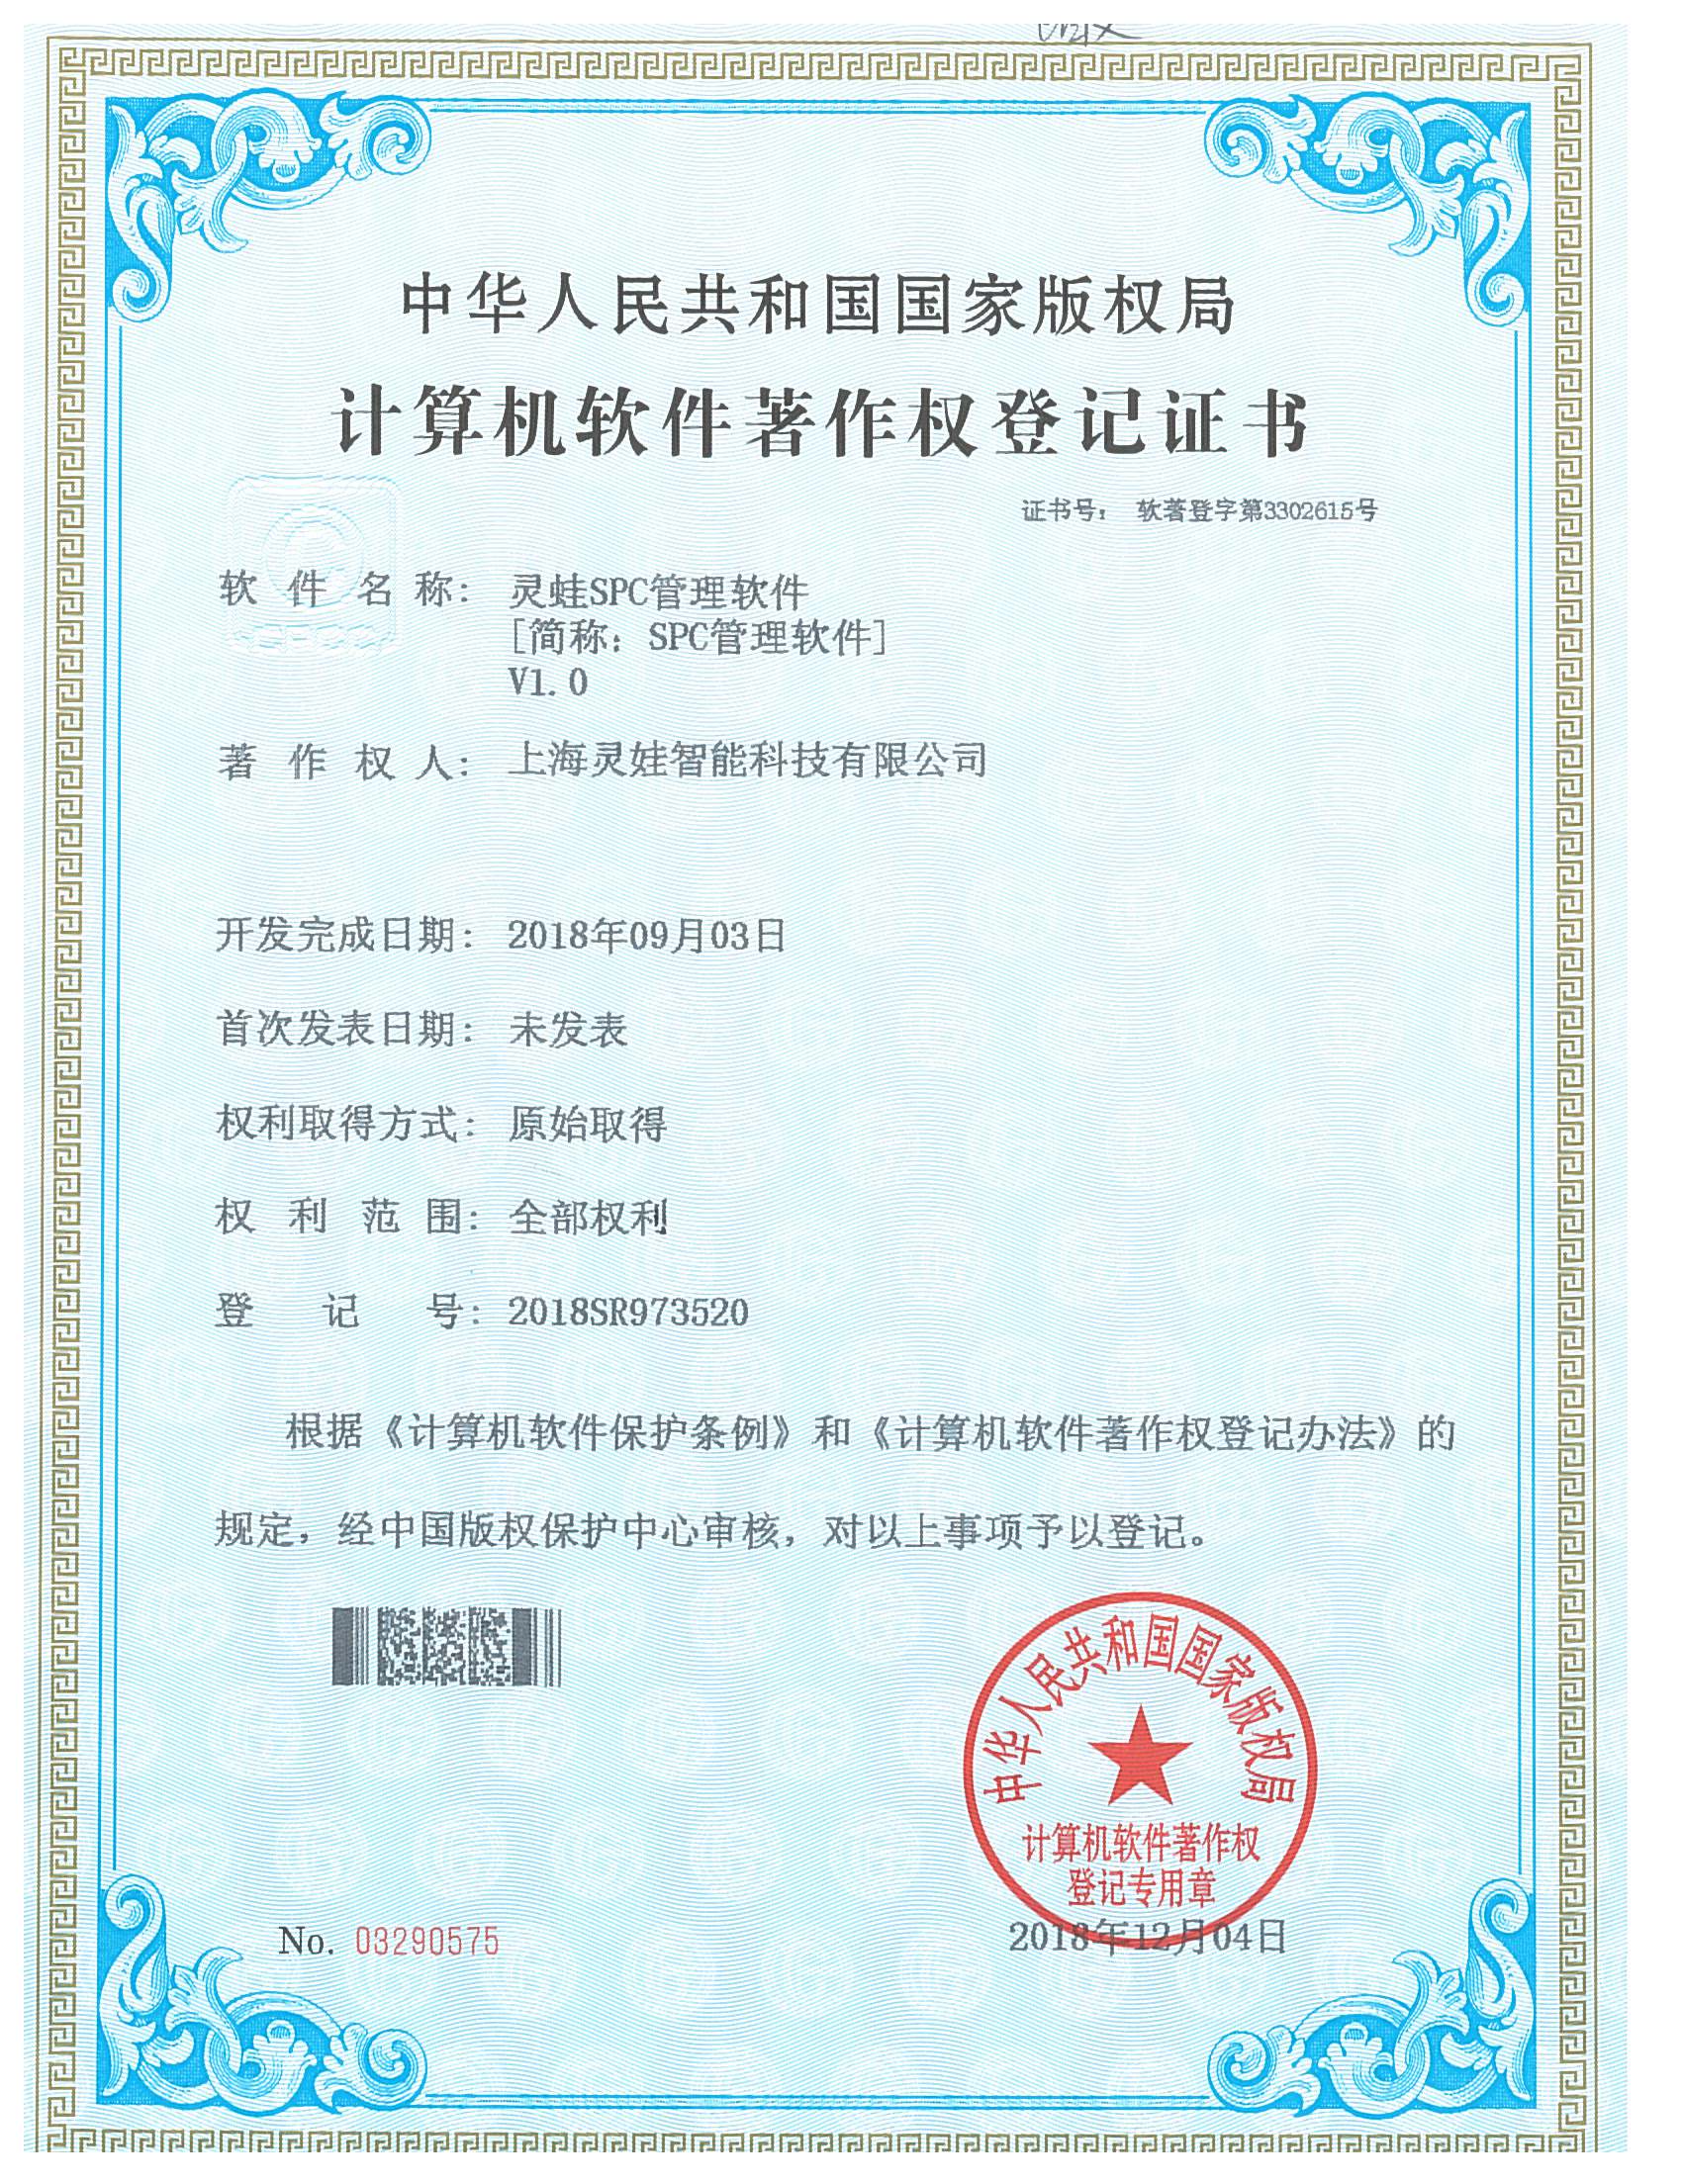 中华人民共和国国家版权局
计算机软件著作权登记证书
证书号： 软著登字第3302615号
软件名称： 灵蛙SPC管理软件
[简称：SPC管理软件]
V1.0
著作权人： 上海灵娃智能科技有限公司
开发完成日期： 2018年09月03日
首次发表日期： 未发表
权利取得方式： 原始取得
权利范围： 全部权利
登记号： 2018SR973520
根据《计算机软件保护条例》和《计算机软件著作权登记办法》的
规定，经中国版权保护中心审核，对以上事项予以登记。
中华人民共和国国家版权局
计算机软件著作权
登记专用章
No. 03290575
2018年12月04日